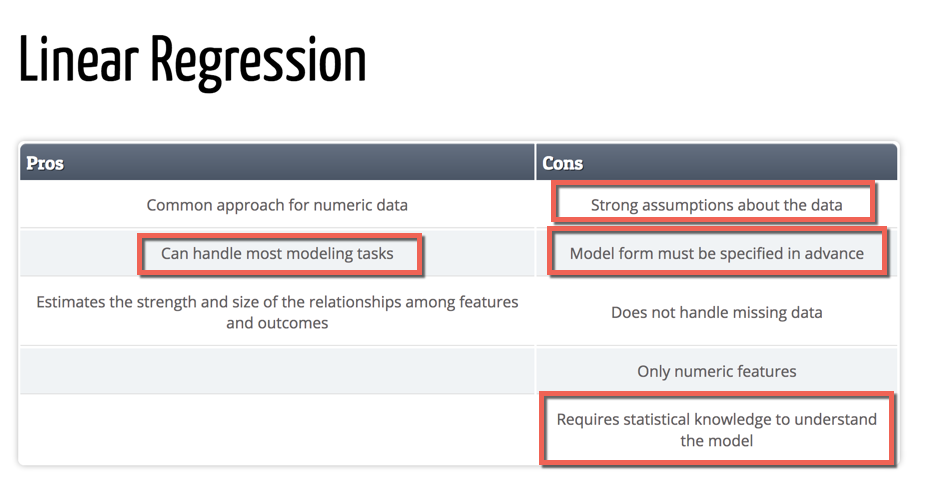 Linear Regression
Pros
Cons
Common approach for numeric data
Strong assumptions about the data
Can handle most modeling tasks
Model form must be specified in advance
Estimates the strength and size of the relationships among features
and outcomes
Does not handle missing data
Only numeric features
Requires statistical knowledge to understand
the model